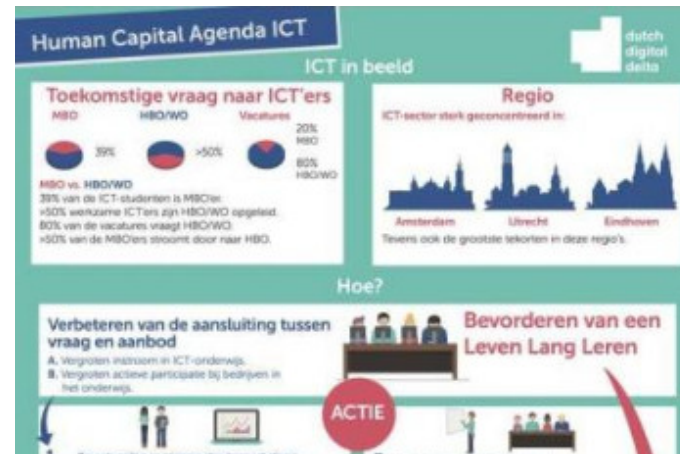 Human Capital Agenda ICT
dutch
digital
delta
ICT in beeld
Toekomstige vraag naar ICT'ers
MBO
HBO/WO
Vacatures
39%
>50%
20%
MBO
80%
HBO/WO
MBO vs. HBO/WO
39% van de ICT-studenten is MBO'er.
>50% werkzame ICT'ers zijn HBO/WO opgeleid.
80% van de vacatures vraagt HBO/WO.
>50% van de MBO'ers stroomt door naar HBO.
Regio
ICT-sector sterk geconcentreerd in:
Amsterdam
Utrecht
Eindhoven
Tevens ook de grootste tekorten in deze regio's.
Hoe?
Verbeteren van de aansluiting tussen
vraag en aanbod
A. Vergroten instroom in ICT-onderwijs.
B. Vergroten actieve participatie bij bedrijven in
het onderwijs.
Bevorderen van een
Leven Lang Leren
ACTIE